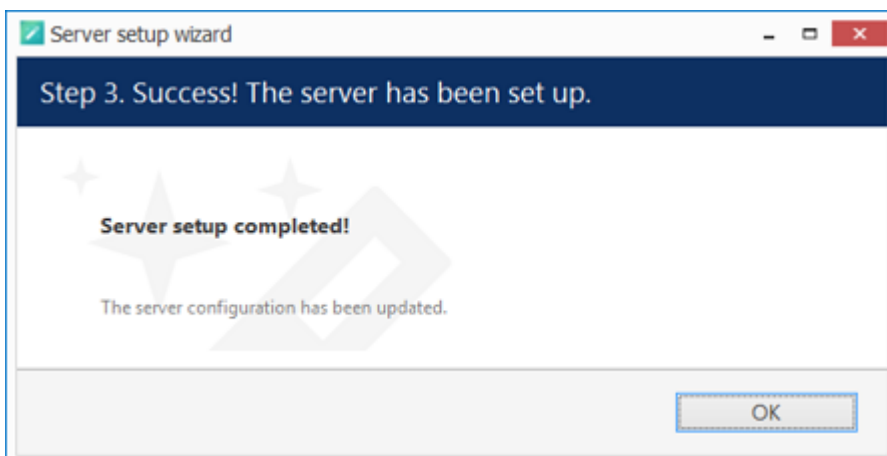 Server setup wizard
Step 3. Success! The server has been set up.
Server setup completed!
The server configuration has been updated.
OK